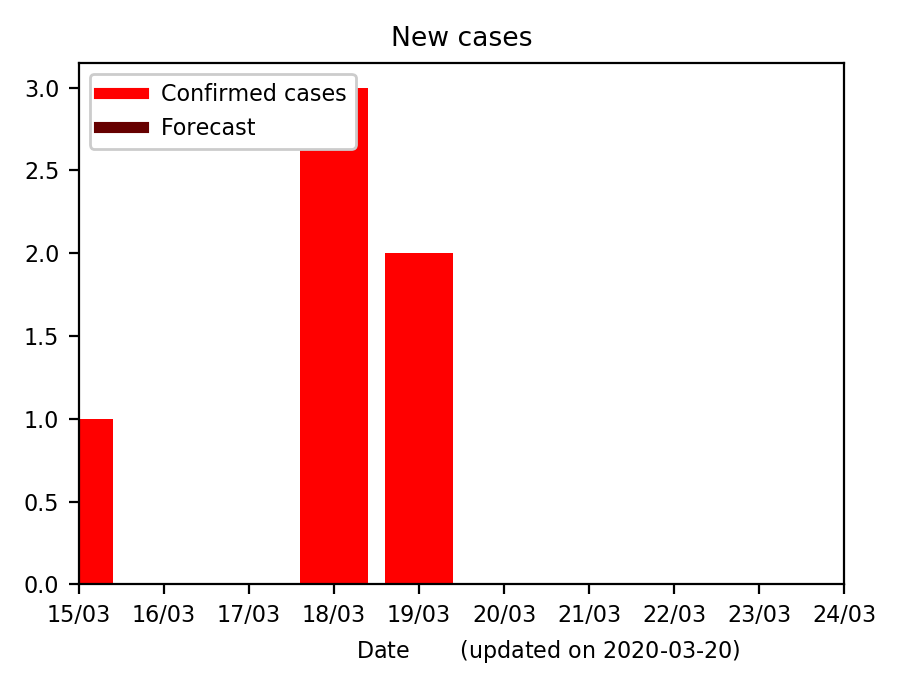 New cases
Confirmed cases
Forecast
3.0
2.5
2.0
1.5
1.0
0.5
0.0
15/03 16/03 17/03 18/03 19/03 20/03 21/03 22/03 23/03 24/03
Date (updated on 2020-03-20)